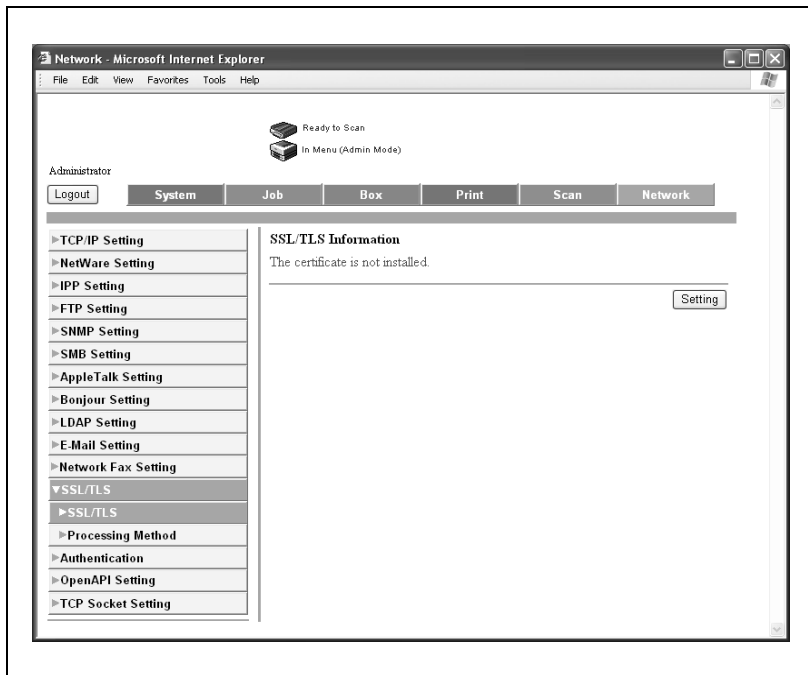 Network - Microsoft Internet Explorer
File Edit View Favorites Tools Help
Ready to Scan
In Menu (Admin Mode)
Administrator
Logout System Job Box Print Scan Network
TCP/IP Setting
NetWare Setting
IPP Setting
FTP Setting
SNMP Setting
SMB Setting
AppleTalk Setting
Bonjour Setting
LDAP Setting
E-Mail Setting
Network Fax Setting
SSL/TLS
SSL/TLS
Processing Method
Authentication
OpenAPI Setting
TCP Socket Setting
SSL/TLS Information
The certificate is not installed.
Setting